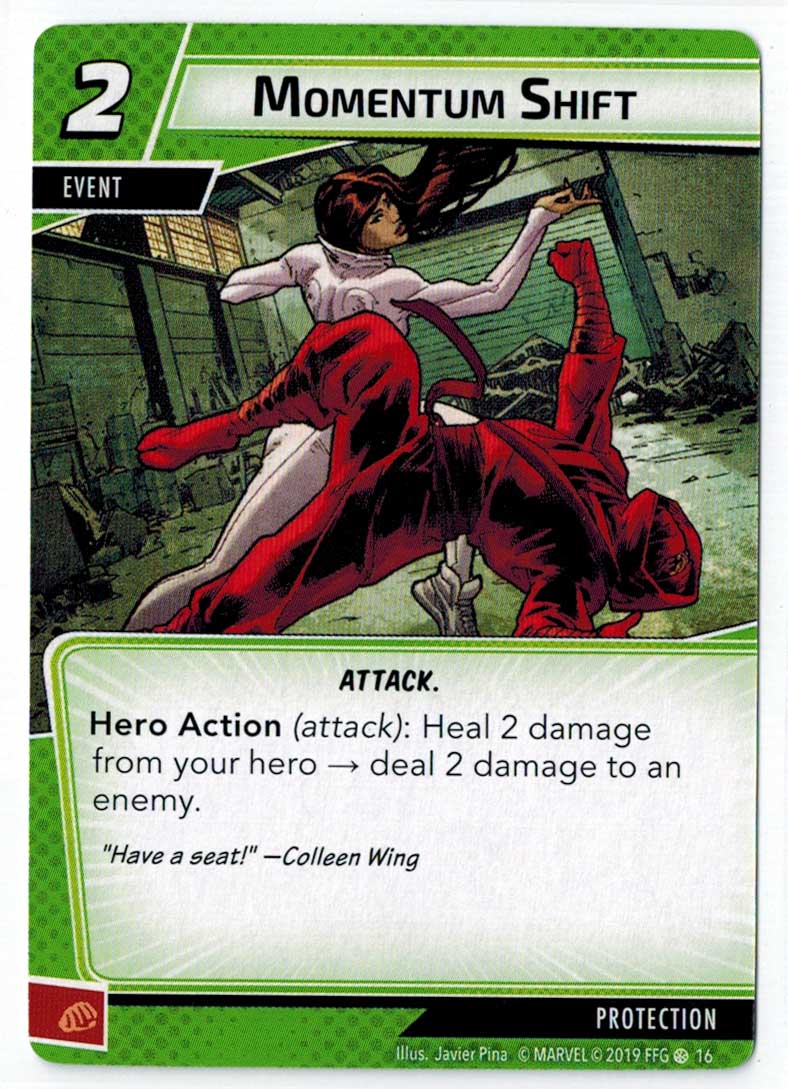 2
MOMENTUM SHIFT
EVENT
ATTACK.
Hero Action (attack): Heal 2 damage
from your hero → deal 2 damage to an
enemy.
"Have a seat!" —Colleen Wing
PROTECTION
Illus. Javier Pina © MARVEL © 2019 FFG 16